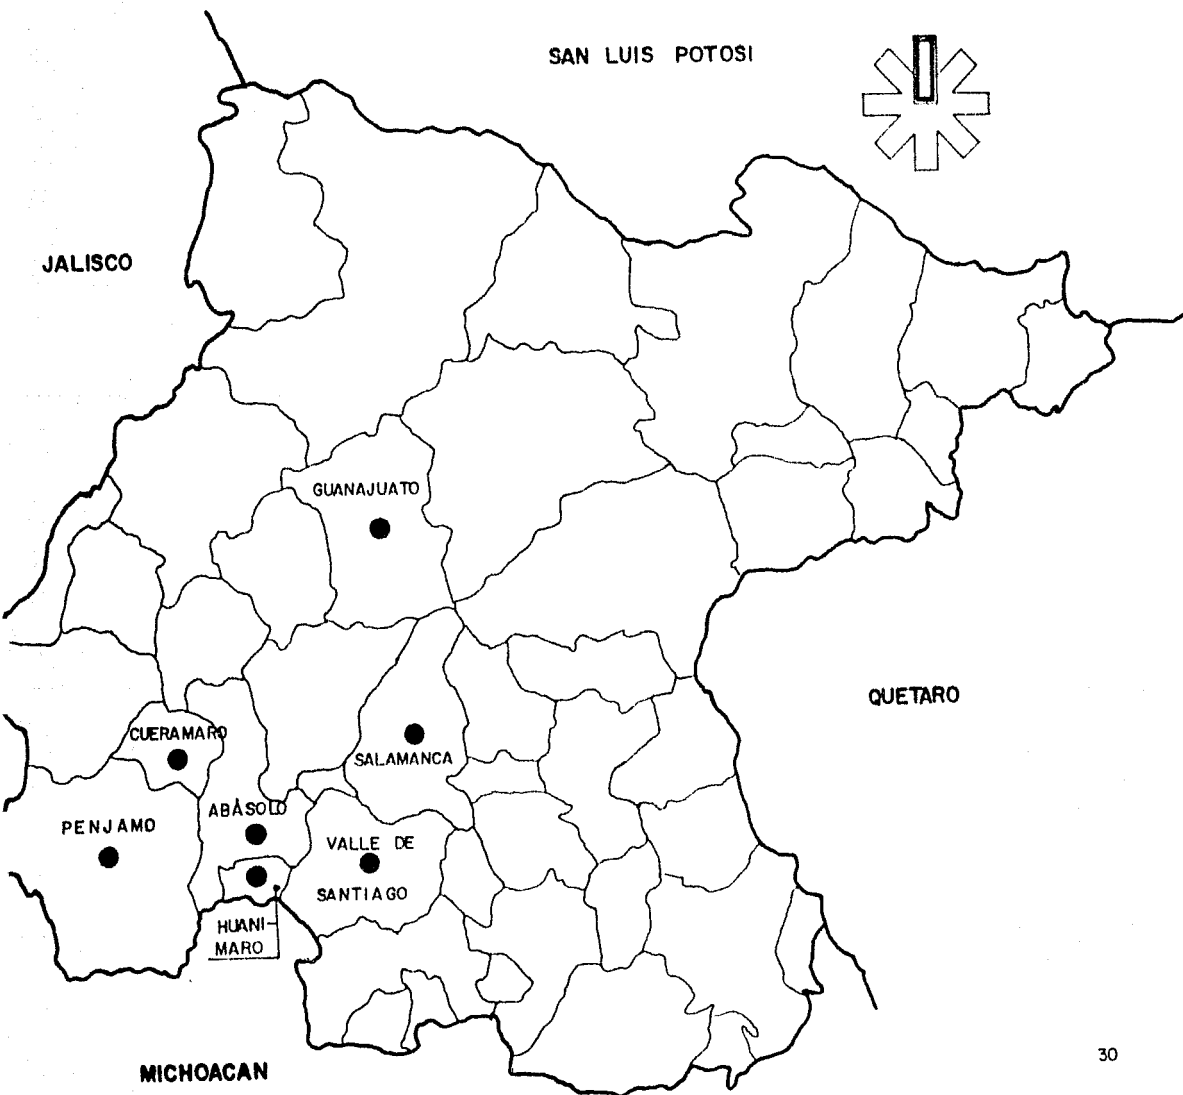 SAN LUIS POTOSI
JALISCO
GUANAJUATO
QUETARO
CUERAMARO
SALAMANCA
ABASOLO
PENJAMO
VALLE DE
SANTIAGO
HUANI-
MARO
30
MICHOACAN